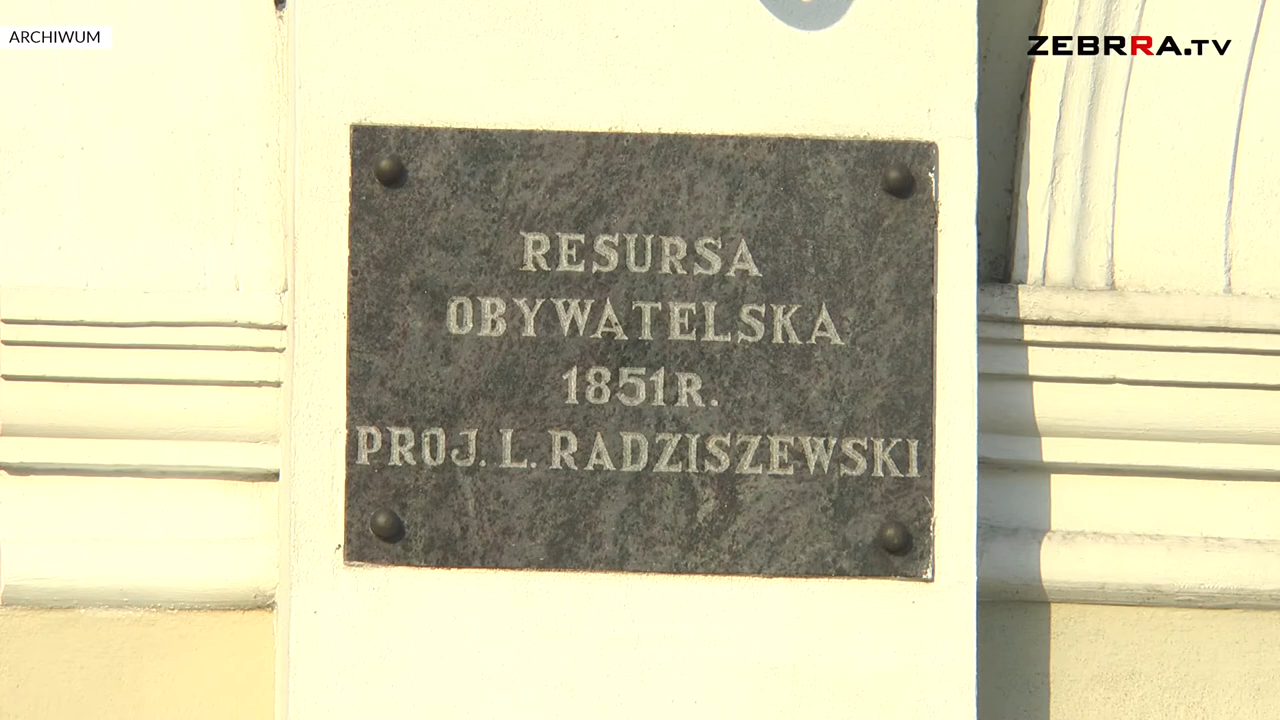 ARCHIWUM
ZEBRRA.TV
RESURSA
OBYWATELSKA
1851R.
PROJ. L. RADZISZEWSKI